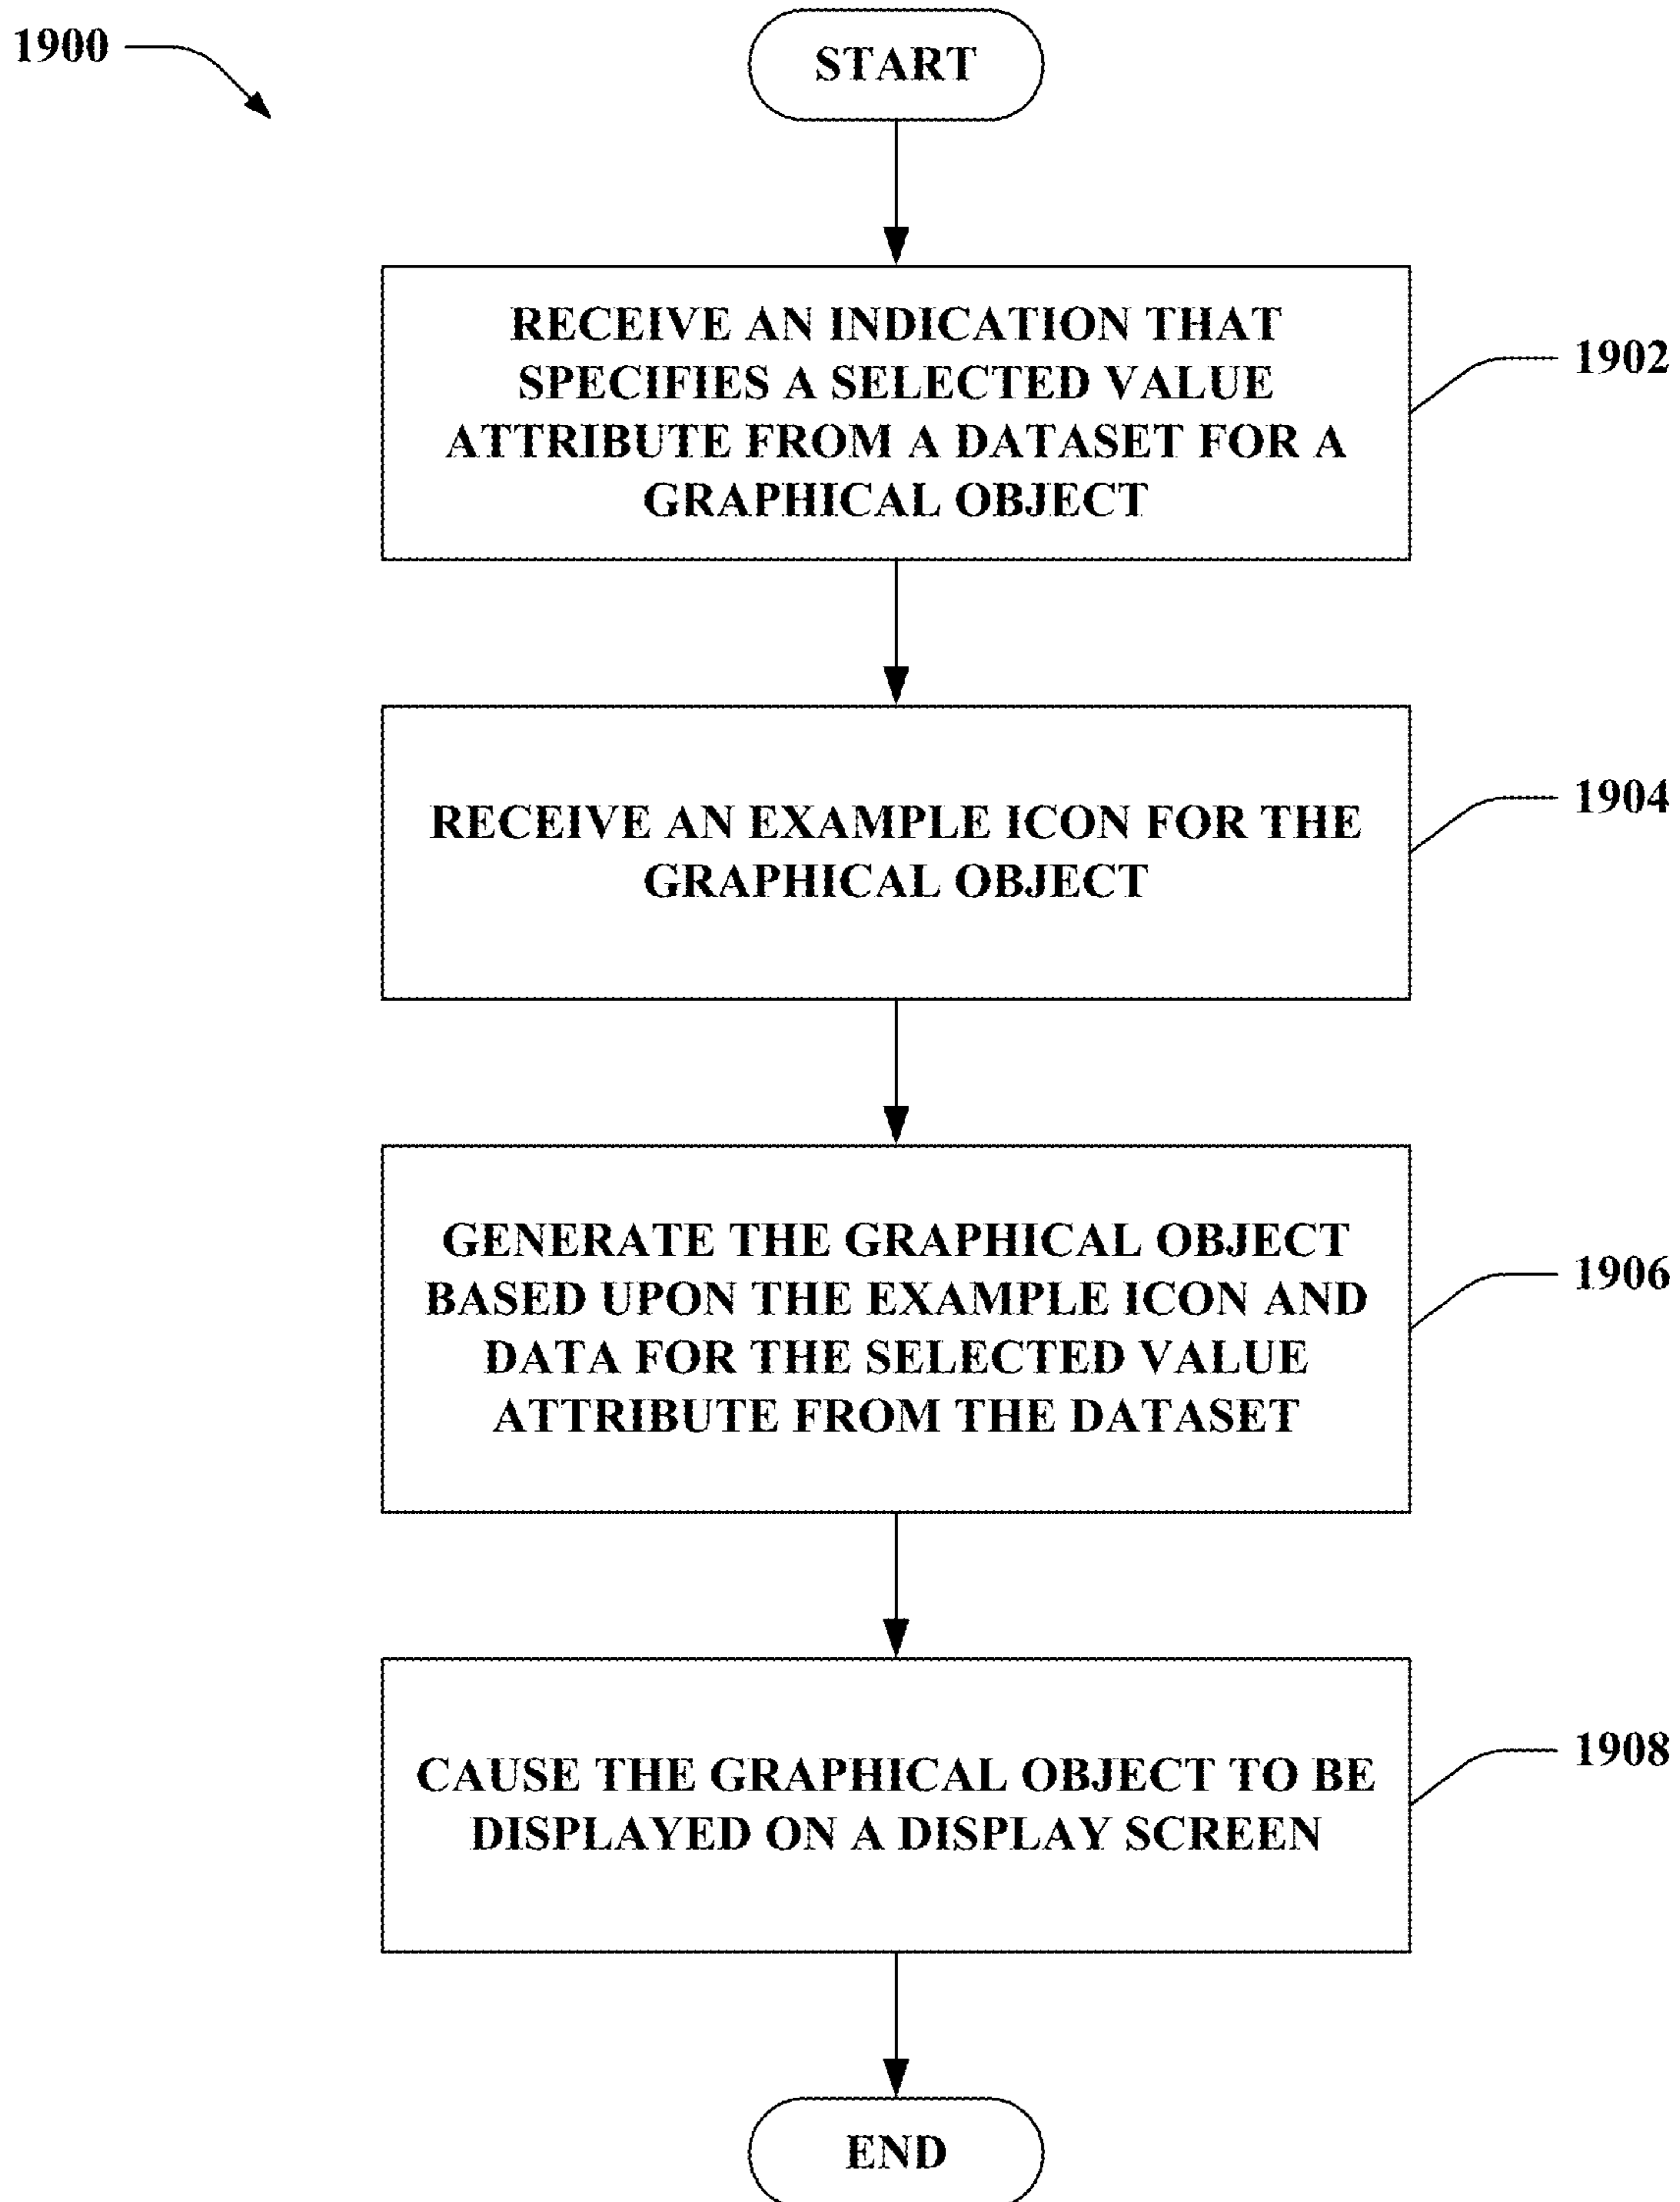 1900
START
RECEIVE AN INDICATION THAT
SPECIFIES A SELECTED VALUE
ATTRIBUTE FROM A DATASET FOR A
GRAPHICAL OBJECT
1902
RECEIVE AN EXAMPLE ICON FOR THE
GRAPHICAL OBJECT
1904
GENERATE THE GRAPHICAL OBJECT
BASED UPON THE EXAMPLE ICON AND
DATA FOR THE SELECTED VALUE
ATTRIBUTE FROM THE DATASET
1906
CAUSE THE GRAPHICAL OBJECT TO BE
DISPLAYED ON A DISPLAY SCREEN
1908
END